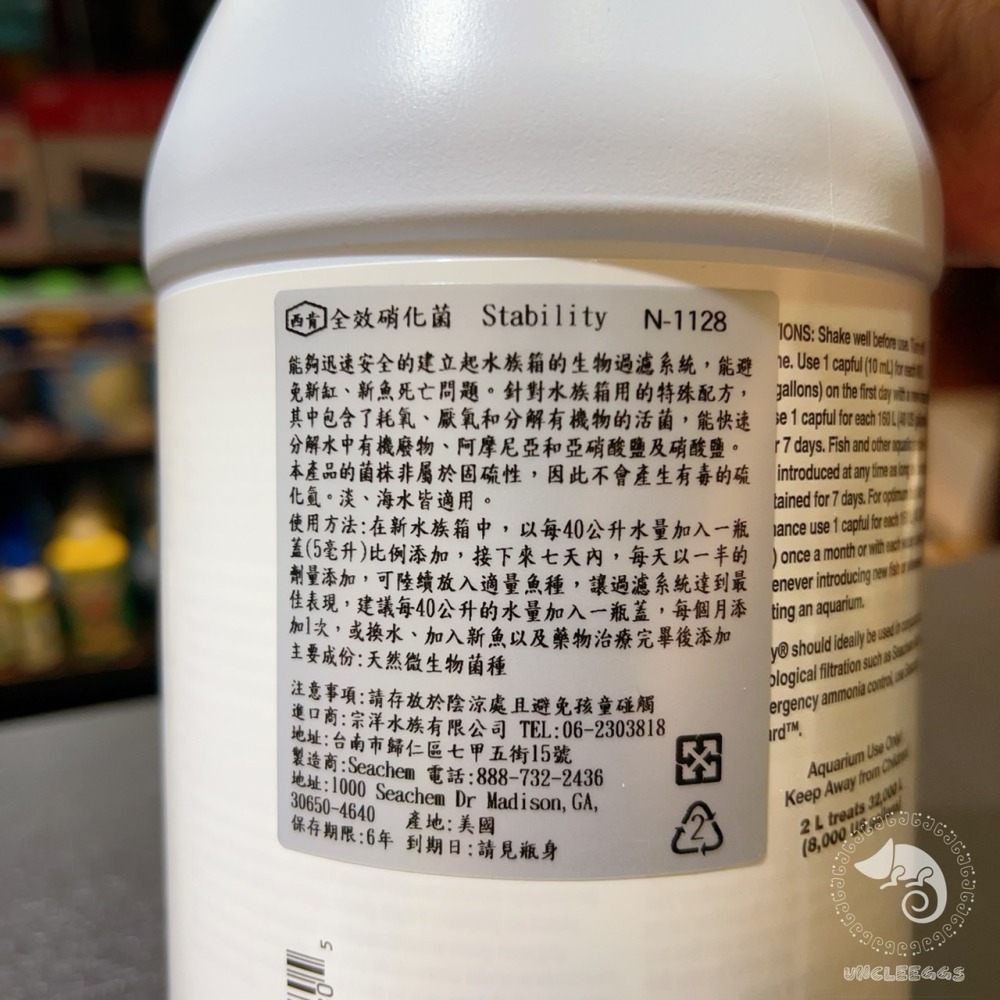 西肯 全效硝化菌 Stability N-1128
能夠迅速安全的建立起水族箱的生物過濾系統，能避
免新缸、新魚死亡問題。針對水族箱用的特殊配方，
其中包含了耗氧、厭氧和分解有機物的活菌，能快速
分解水中有機廢物、阿摩尼亞和亞硝酸鹽及硝酸鹽。
本產品的菌株非屬於固硫性，因此不會產生有毒的硫
化氫。淡、海水皆適用。
使用方法:在新水族箱中，以每40公升水量加入一瓶
蓋(5毫升)比例添加，接下來七天內，每天以一半的
劑量添加，可陸續放入適量魚種，讓過濾系統達到最
佳表現，建議每40公升的水量加入一瓶蓋，每個月添
加1次，或換水、加入新魚以及藥物治療完畢後添加
主要成份:天然微生物菌種
注意事項:請存放於陰涼處且避免孩童碰觸
進口商:宗洋水族有限公司 TEL:06-2303818
地址:台南市歸仁區七甲五街15號
製造商:Seachem 電話:888-732-2436
地址:1000 Seachem Dr Madison,GA,
30650-4640 產地:美國
保存期限:6年 到期日:請見瓶身
2
TIONS: Shake well before use.
ne. Use 1 capful (10 mL) for each
gallons) on the first day with a new
se 1 capful for each 160 L (40 US
r 7 days. Fish and other aquatic
introduced at any time as long
tained for 7 days. For optimum
ance use 1 capful for each
) once a month or with each
enever introducing new fish or
ting an aquarium.
y® should ideally be used in
ological filtration such as Seachem
ergency ammonia control, use
rd™.
Aquarium Use Only!
Keep Away from Children
2 L treats 32,000 L
(8,000 US
5
UNCLEEGGS